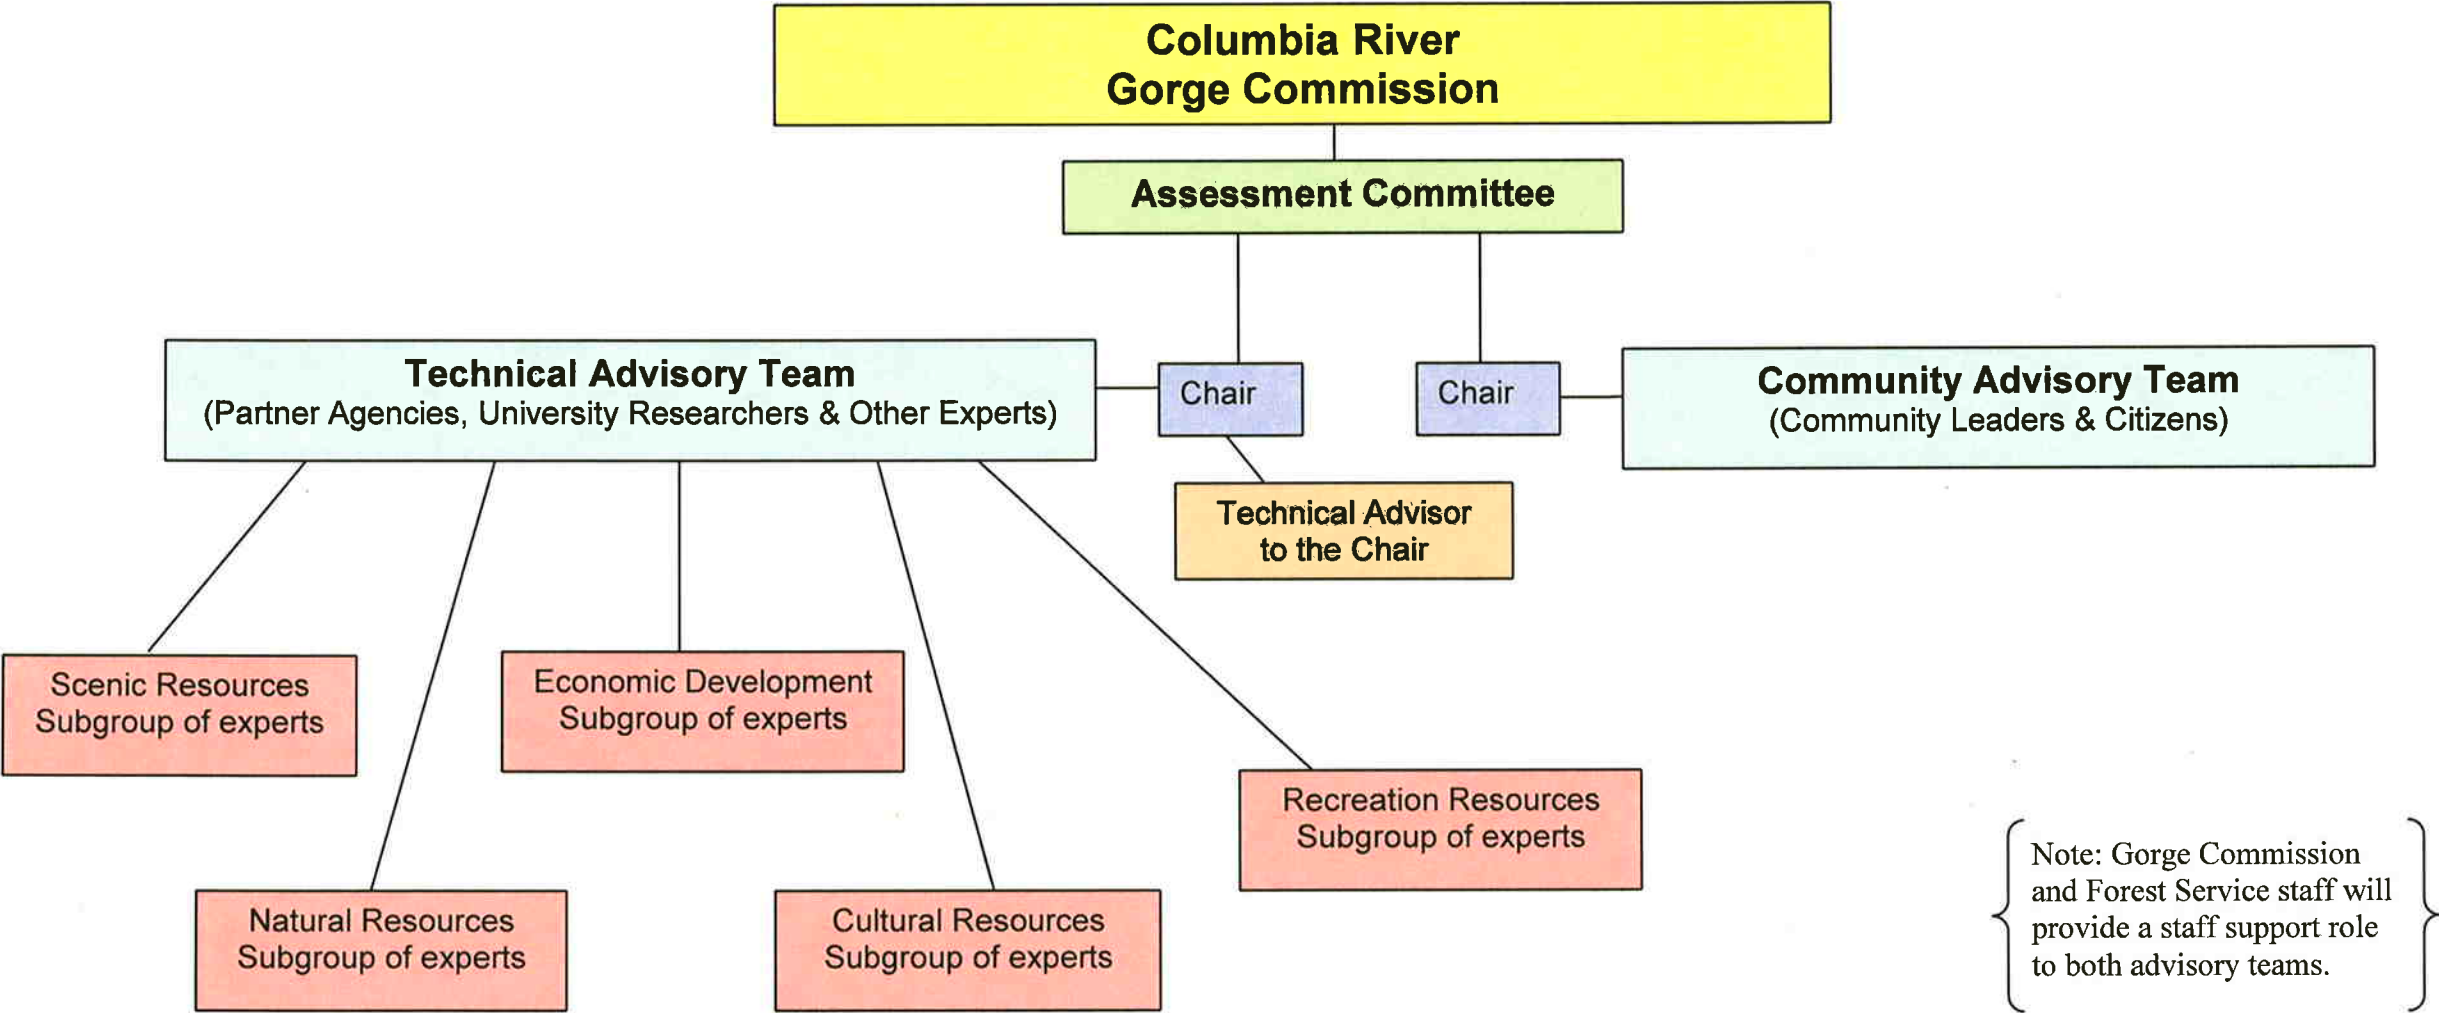 Columbia River
Gorge Commission
Assessment Committee
Technical Advisory Team
(Partner Agencies, University Researchers & Other Experts)
Chair
Chair
Community Advisory Team
(Community Leaders & Citizens)
Technical Advisor
to the Chair
Scenic Resources
Subgroup of experts
Economic Development
Subgroup of experts
Recreation Resources
Subgroup of experts
Natural Resources
Subgroup of experts
Cultural Resources
Subgroup of experts
Note: Gorge Commission
and Forest Service staff will
provide a staff support role
to both advisory teams.